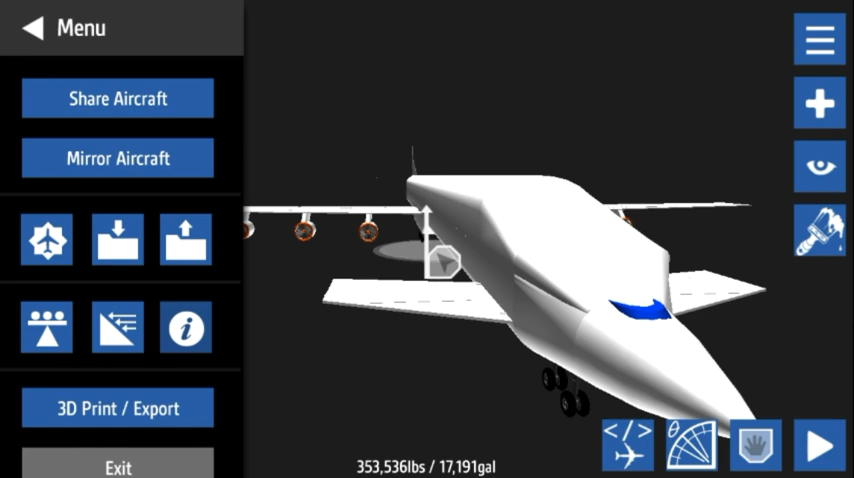 Menu
Share Aircraft
Mirror Aircraft
3D Print / Export
Exit
353,536lbs / 17,191gal
</>
θ
i